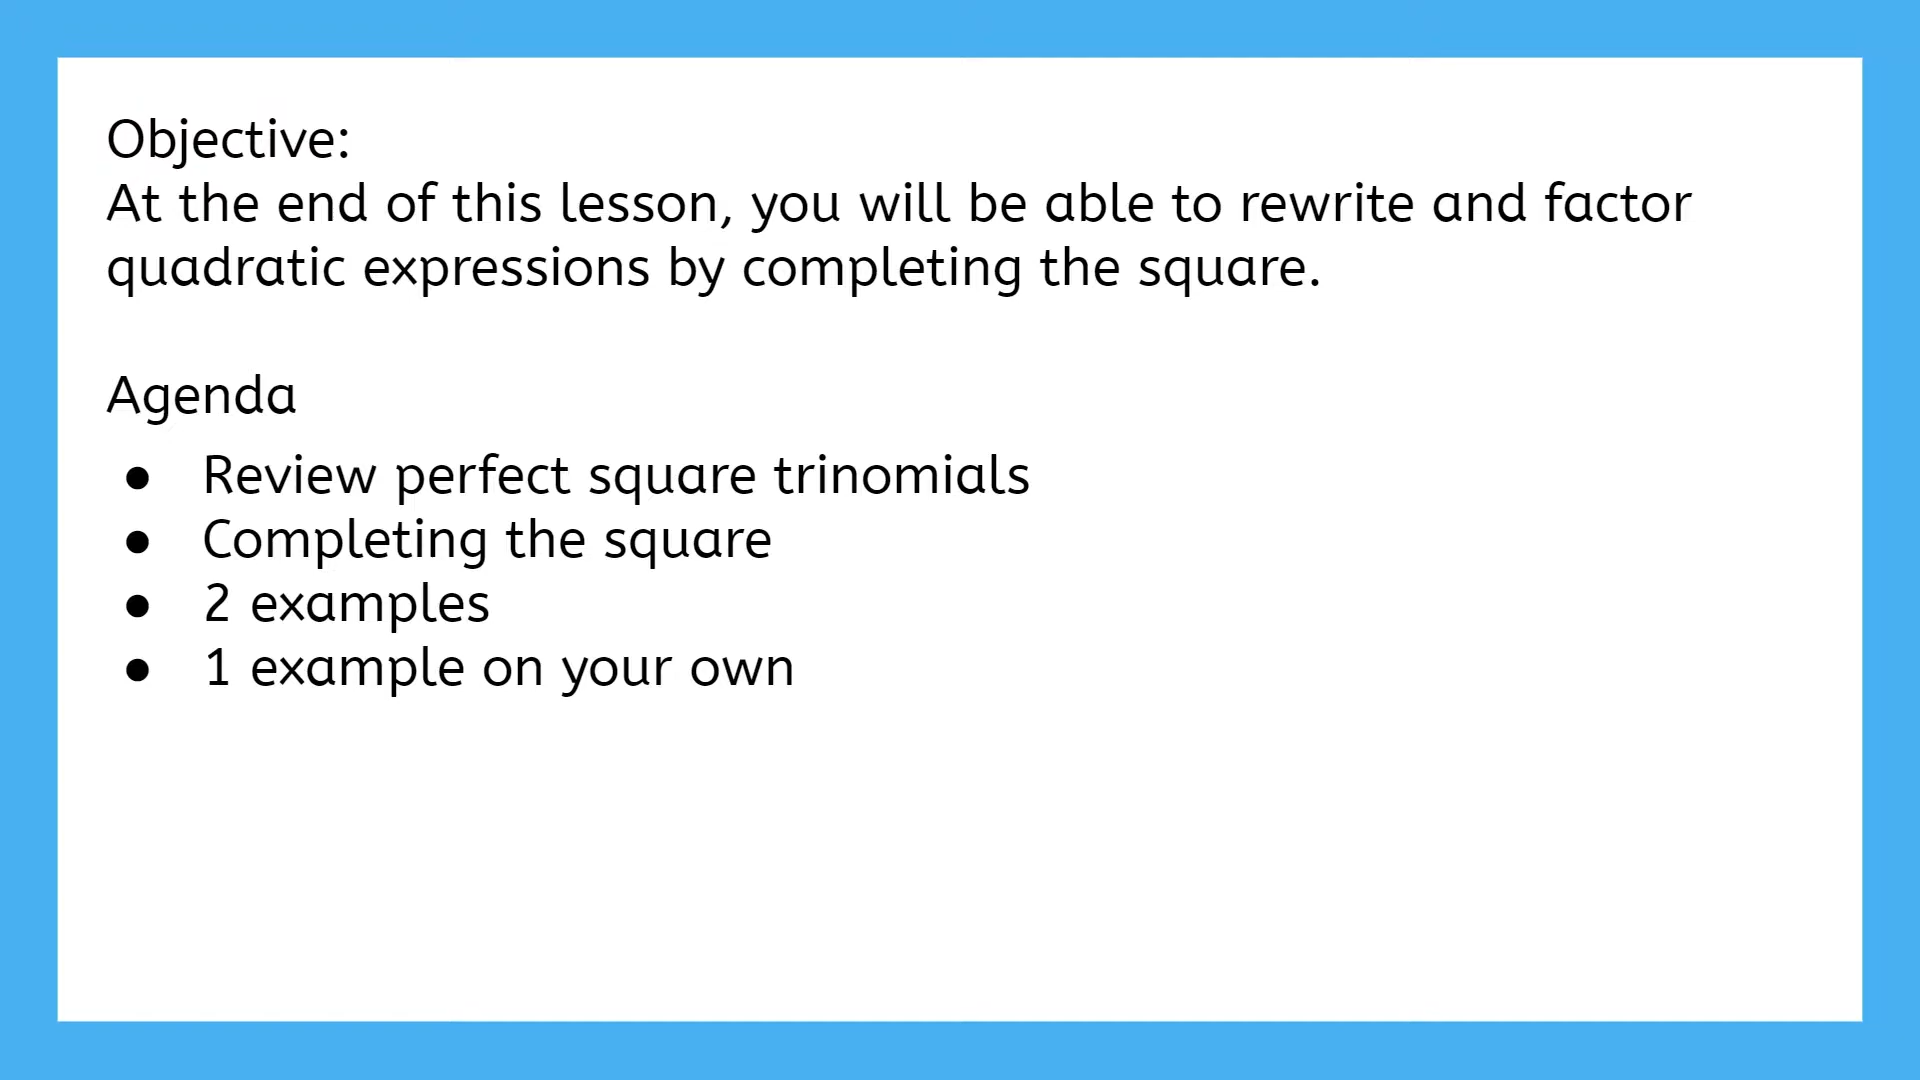 Objective:
At the end of this lesson, you will be able to rewrite and factor
quadratic expressions by completing the square.
Agenda
● Review perfect square trinomials
● Completing the square
● 2 examples
● 1 example on your own